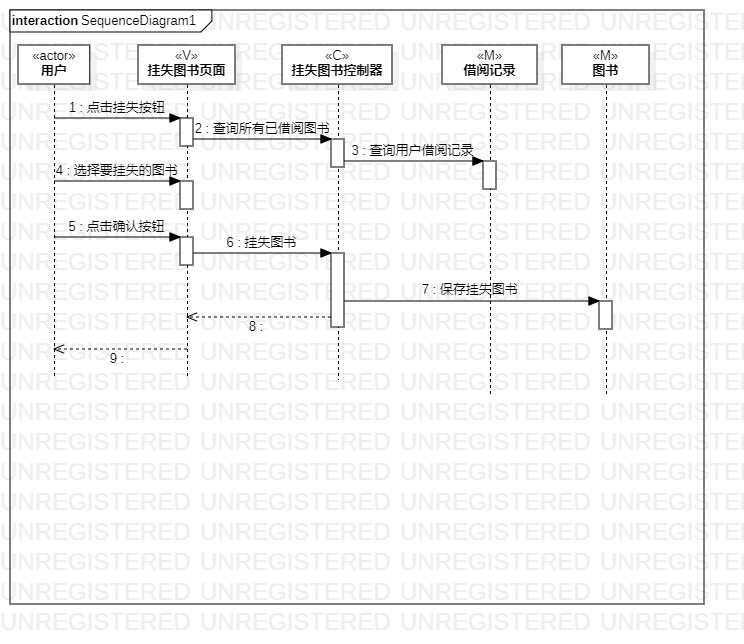 interaction SequenceDiagram1
«actor»
用户
«V»
挂失图书页面
«C»
挂失图书控制器
«M»
借阅记录
«M»
图书
1 : 点击挂失按钮
2 : 查询所有已借阅图书
3 : 查询用户借阅记录
4 : 选择要挂失的图书
5 : 点击确认按钮
6 : 挂失图书
7 : 保存挂失图书
8 :
9 :
UNREGISTERED UNREGISTERED UNREGISTERED UNREGISTERED